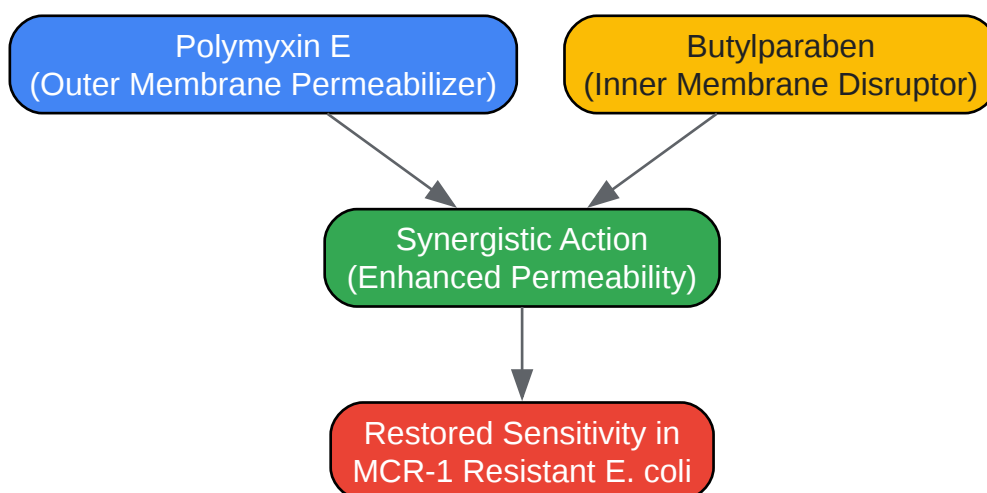 Polymyxin E
(Outer Membrane Permeabilizer)
Butylparaben
(Inner Membrane Disruptor)
Synergistic Action
(Enhanced Permeability)
Restored Sensitivity in
MCR-1 Resistant E. coli